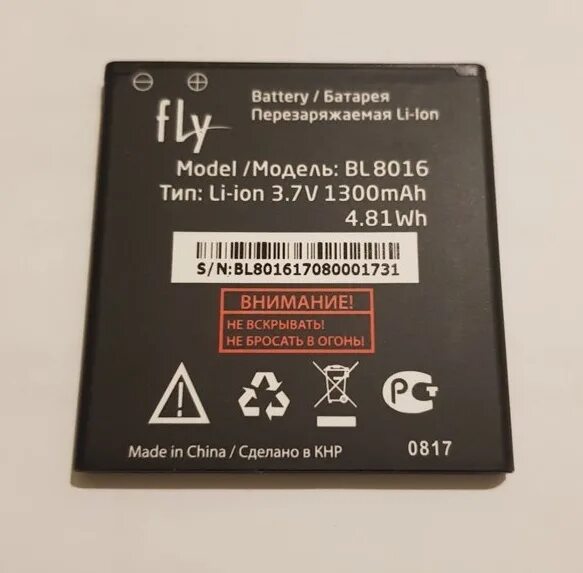 fly
Battery / Батарея
Перезаряжаемая Li-Ion
Model /Модель: BL8016
Тип: Li-ion 3.7V 1300mAh
4.81Wh
S/N:BL801617080001731
ВНИМАНИЕ!
НЕ ВСКРЫВАТЬ!
НЕ БРОСАТЬ В ОГОНЬ!
Made in China / Сделано в КНР
0817